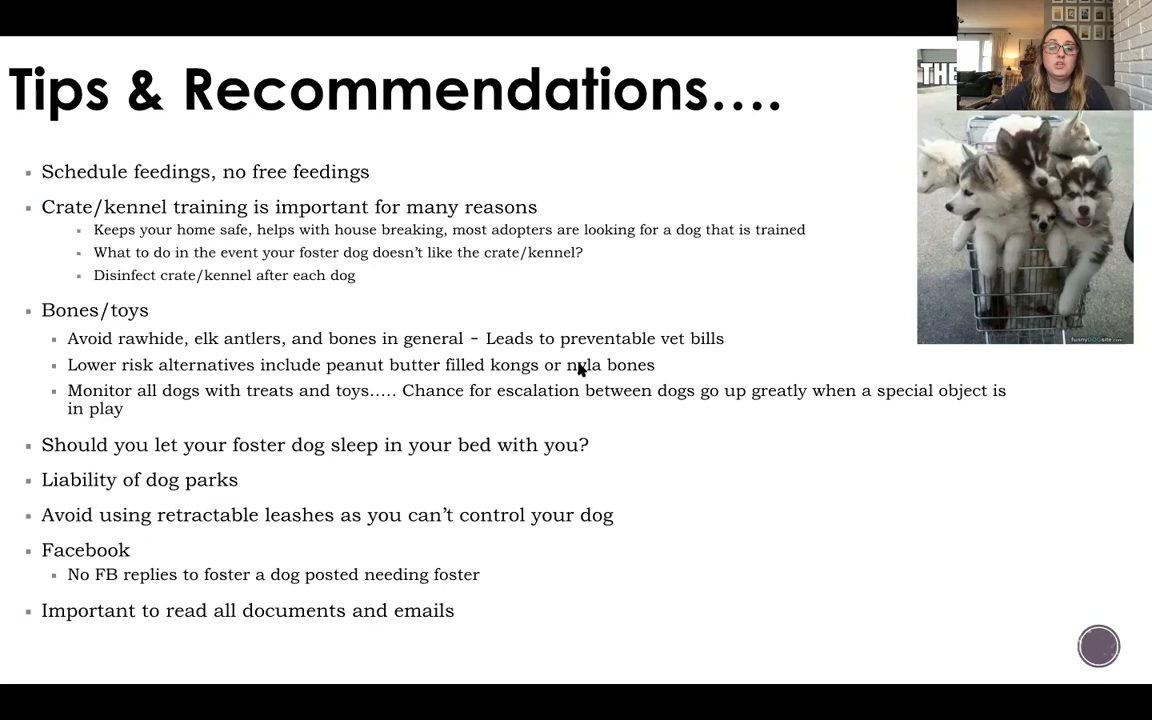 Tips & Recommendations....
THE
Schedule feedings, no free feedings
Crate/kennel training is important for many reasons
Keeps your home safe, helps with house breaking, most adopters are looking for a dog that is trained
What to do in the event your foster dog doesn’t like the crate/kennel?
Disinfect crate/kennel after each dog
Bones/toys
Avoid rawhide, elk antlers, and bones in general - Leads to preventable vet bills
Lower risk alternatives include peanut butter filled kongs or nyla bones
Monitor all dogs with treats and toys..... Chance for escalation between dogs go up greatly when a special object is
in play
Should you let your foster dog sleep in your bed with you?
Liability of dog parks
Avoid using retractable leashes as you can’t control your dog
Facebook
No FB replies to foster a dog posted needing foster
Important to read all documents and emails
funnyDOGsite.com